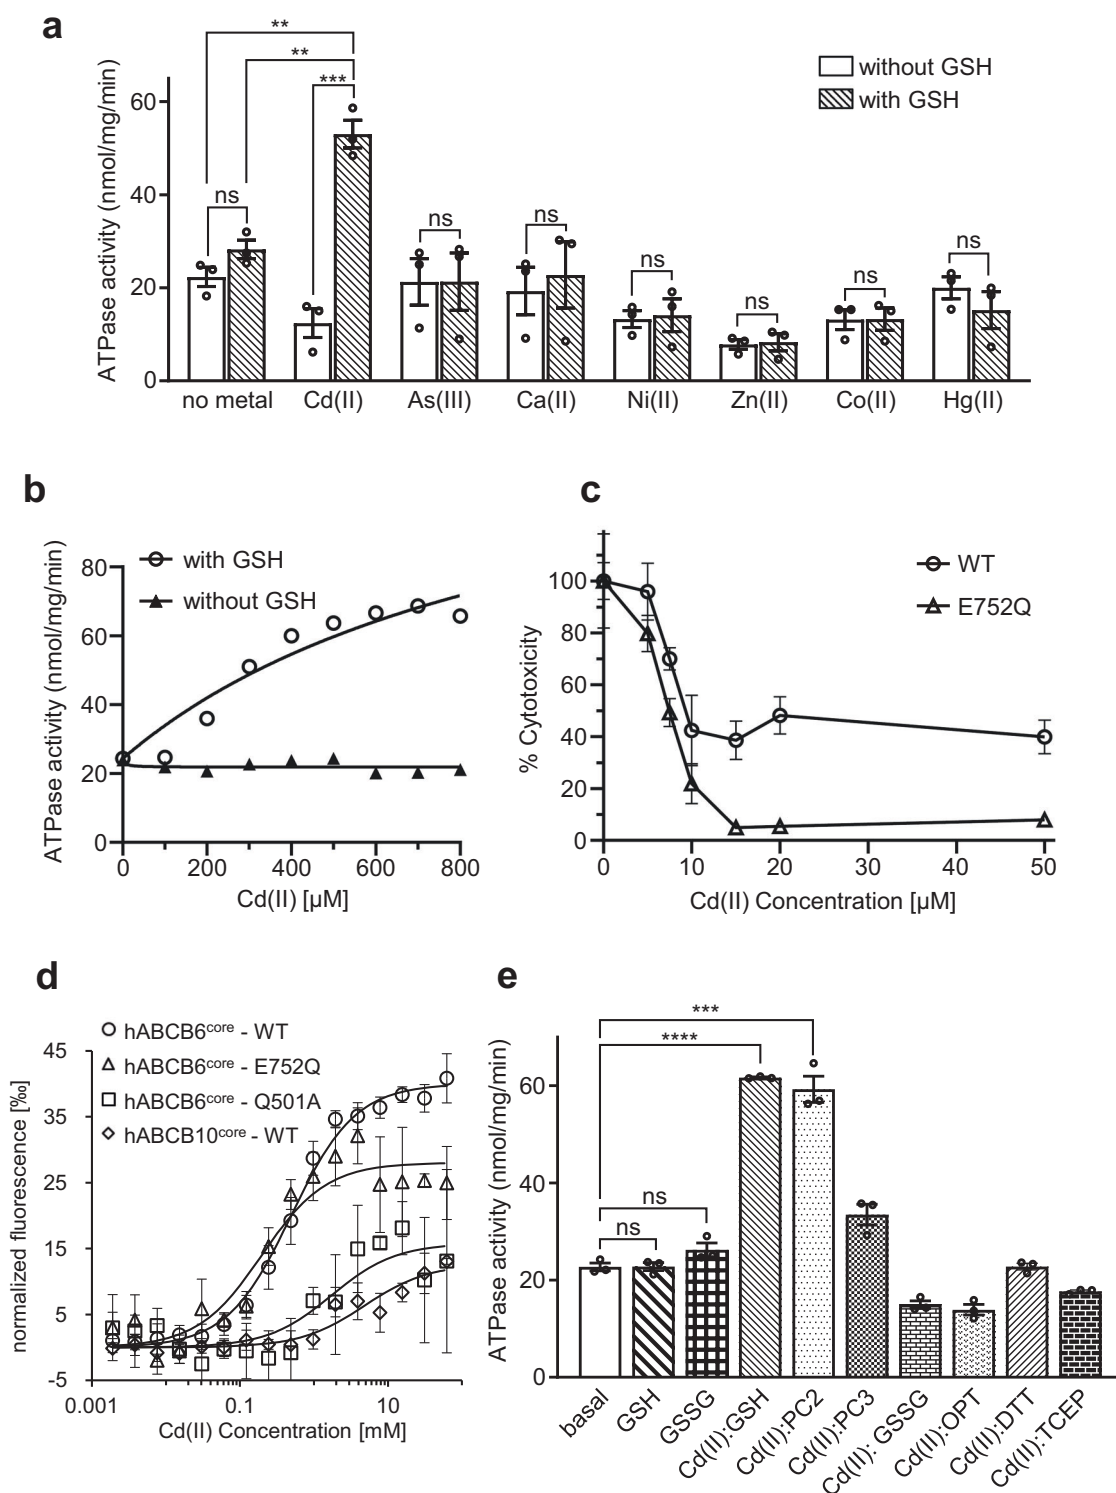 a
**
**
***
without GSH
with GSH
ATPase activity (nmol/mg/min)
60
40
20
0
ns
ns
ns
ns
ns
ns
ns
no metal
Cd(II)
As(III)
Ca(II)
Ni(II)
Zn(II)
Co(II)
Hg(II)
b
with GSH
without GSH
ATPase activity (nmol/mg/min)
80
60
40
20
0
0
200
400
600
800
Cd(II) [µM]
c
WT
E752Q
% Cytotoxicity
100
80
60
40
20
0
0
10
20
30
40
50
Cd(II) Concentration [µM]
d
hABCB6core - WT
hABCB6core - E752Q
hABCB6core - Q501A
hABCB10core - WT
normalized fluorescence [‰]
45
35
25
15
5
-5
0.001
0.1
10
Cd(II) Concentration [mM]
e
***
****
ns
ns
ATPase activity (nmol/mg/min)
60
40
20
0
basal
GSH
GSSG
Cd(II):GSH
Cd(II):PC2
Cd(II):PC3
Cd(II): GSSG
Cd(II):OPT
Cd(II):DTT
Cd(II):TCEP